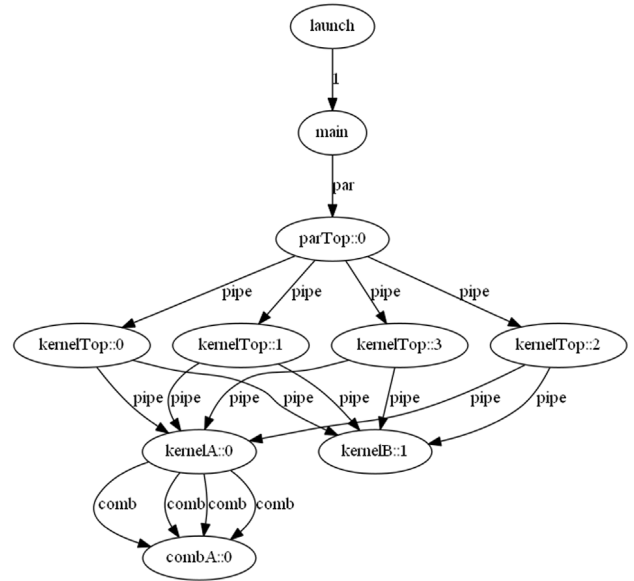 launch
1
main
par
parTop::0
pipe pipe pipe pipe
kernelTop::0 kernelTop::1 kernelTop::3 kernelTop::2
pipe pipe pipe pipe pipe pipe pipe pipe
kernelA::0 kernelB::1
comb comb comb comb
combA::0